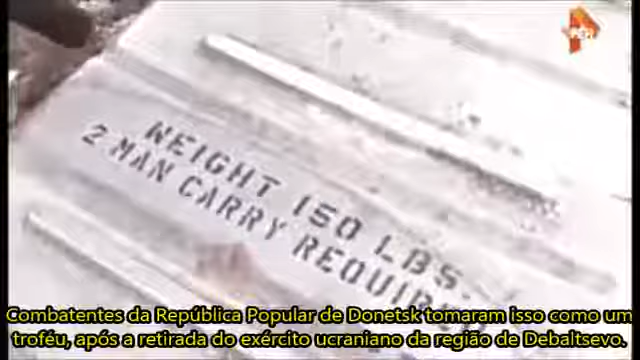 РЕН
WEIGHT 150 LBS.
2 MAN CARRY REQUIRED
Combatentes da República Popular de Donetsk tomaram isso como um
troféu, após a retirada do exército ucraniano da região de Debaltsevo.